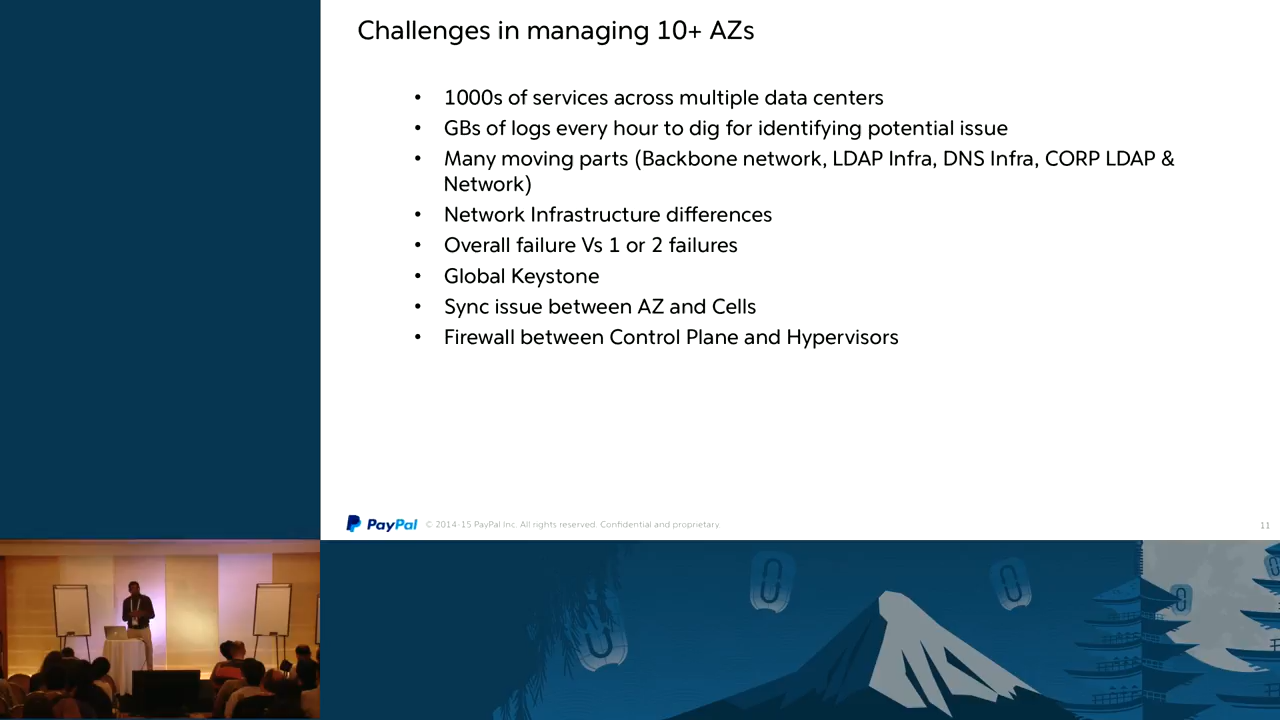 Challenges in managing 10+ AZs
• 1000s of services across multiple data centers
• GBs of logs every hour to dig for identifying potential issue
• Many moving parts (Backbone network, LDAP Infra, DNS Infra, CORP LDAP &
Network)
• Network Infrastructure differences
• Overall failure Vs 1 or 2 failures
• Global Keystone
• Sync issue between AZ and Cells
• Firewall between Control Plane and Hypervisors
PayPal © 2014-15 PayPal Inc. All rights reserved. Confidential and proprietary.
11